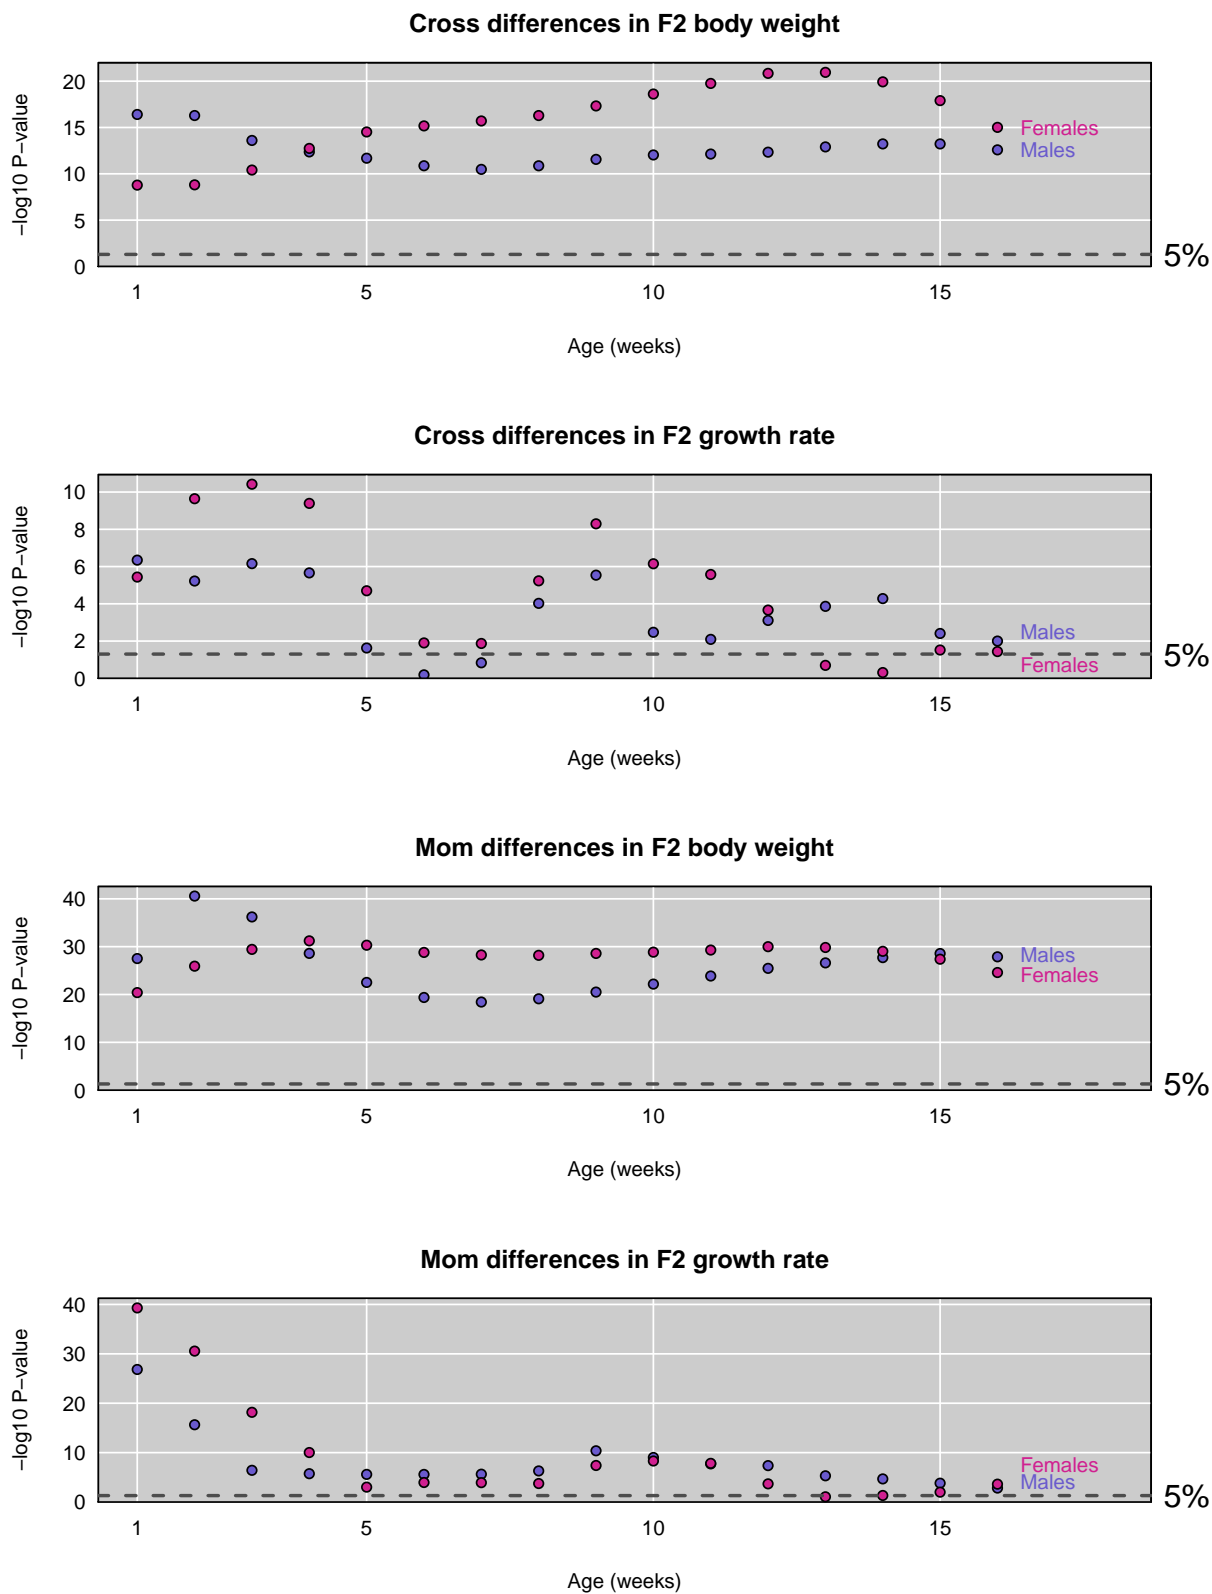 Cross differences in F2 body weight
−log10 P−value
20
15
10
5
0
Females
Males
5%
1
5
10
15
Age (weeks)
Cross differences in F2 growth rate
−log10 P−value
10
8
6
4
2
0
Males
Females
5%
1
5
10
15
Age (weeks)
Mom differences in F2 body weight
−log10 P−value
40
30
20
10
0
Males
Females
5%
1
5
10
15
Age (weeks)
Mom differences in F2 growth rate
−log10 P−value
40
30
20
10
0
Females
Males
5%
1
5
10
15
Age (weeks)